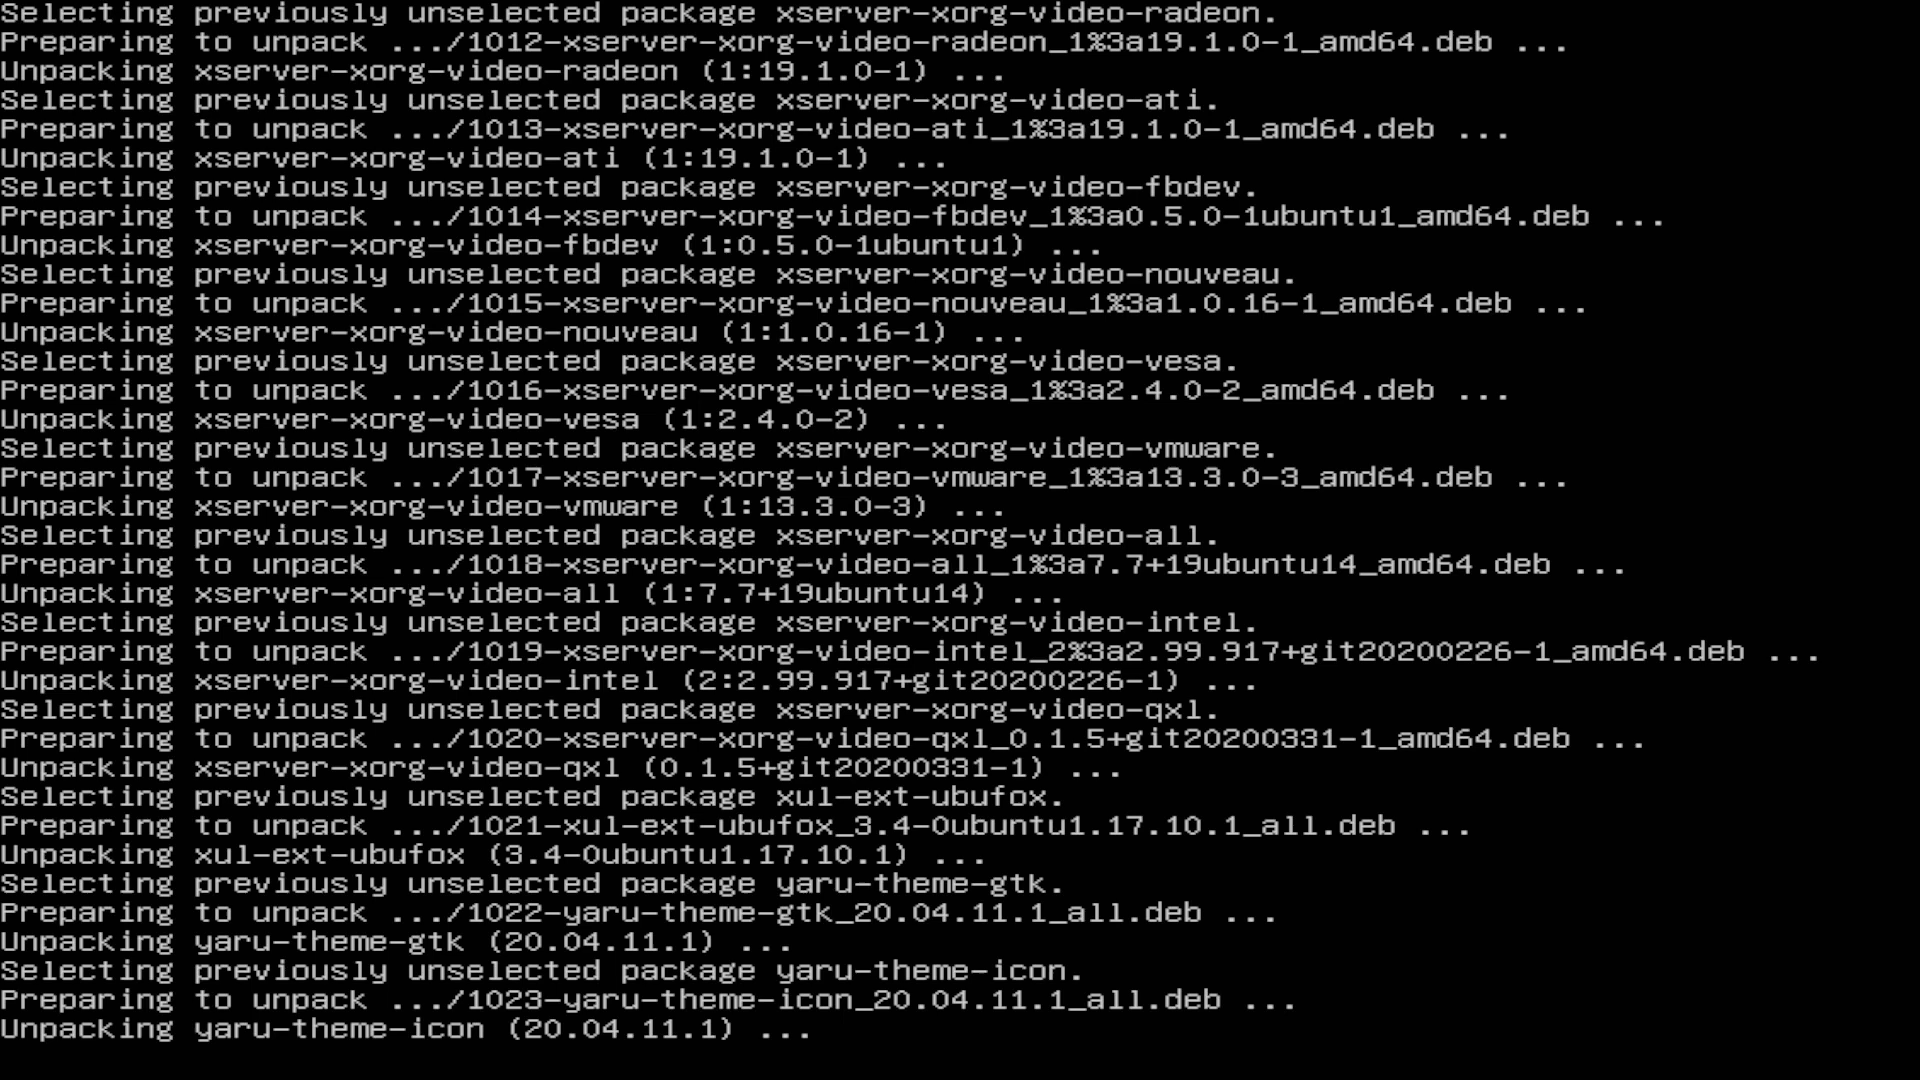 Selecting previously unselected package xserver-xorg-video-radeon.
Preparing to unpack .../1012-xserver-xorg-video-radeon_1%3a19.1.0-1_amd64.deb ...
Unpacking xserver-xorg-video-radeon (1:19.1.0-1) ...
Selecting previously unselected package xserver-xorg-video-ati.
Preparing to unpack .../1013-xserver-xorg-video-ati_1%3a19.1.0-1_amd64.deb ...
Unpacking xserver-xorg-video-ati (1:19.1.0-1) ...
Selecting previously unselected package xserver-xorg-video-fbdev.
Preparing to unpack .../1014-xserver-xorg-video-fbdev_1%3a0.5.0-1ubuntu1_amd64.deb ...
Unpacking xserver-xorg-video-fbdev (1:0.5.0-1ubuntu1) ...
Selecting previously unselected package xserver-xorg-video-nouveau.
Preparing to unpack .../1015-xserver-xorg-video-nouveau_1%3a1.0.16-1_amd64.deb ...
Unpacking xserver-xorg-video-nouveau (1:1.0.16-1) ...
Selecting previously unselected package xserver-xorg-video-vesa.
Preparing to unpack .../1016-xserver-xorg-video-vesa_1%3a2.4.0-2_amd64.deb ...
Unpacking xserver-xorg-video-vesa (1:2.4.0-2) ...
Selecting previously unselected package xserver-xorg-video-vmware.
Preparing to unpack .../1017-xserver-xorg-video-vmware_1%3a13.3.0-3_amd64.deb ...
Unpacking xserver-xorg-video-vmware (1:13.3.0-3) ...
Selecting previously unselected package xserver-xorg-video-all.
Preparing to unpack .../1018-xserver-xorg-video-all_1%3a7.7+19ubuntu14_amd64.deb ...
Unpacking xserver-xorg-video-all (1:7.7+19ubuntu14) ...
Selecting previously unselected package xserver-xorg-video-intel.
Preparing to unpack .../1019-xserver-xorg-video-intel_2%3a2.99.917+git20200226-1_amd64.deb ...
Unpacking xserver-xorg-video-intel (2:2.99.917+git20200226-1) ...
Selecting previously unselected package xserver-xorg-video-qxl.
Preparing to unpack .../1020-xserver-xorg-video-qxl_0.1.5+git20200331-1_amd64.deb ...
Unpacking xserver-xorg-video-qxl (0.1.5+git20200331-1) ...
Selecting previously unselected package xul-ext-ubufox.
Preparing to unpack .../1021-xul-ext-ubufox_3.4-0ubuntu1.17.10.1_all.deb ...
Unpacking xul-ext-ubufox (3.4-0ubuntu1.17.10.1) ...
Selecting previously unselected package yaru-theme-gtk.
Preparing to unpack .../1022-yaru-theme-gtk_20.04.11.1_all.deb ...
Unpacking yaru-theme-gtk (20.04.11.1) ...
Selecting previously unselected package yaru-theme-icon.
Preparing to unpack .../1023-yaru-theme-icon_20.04.11.1_all.deb ...
Unpacking yaru-theme-icon (20.04.11.1) ...